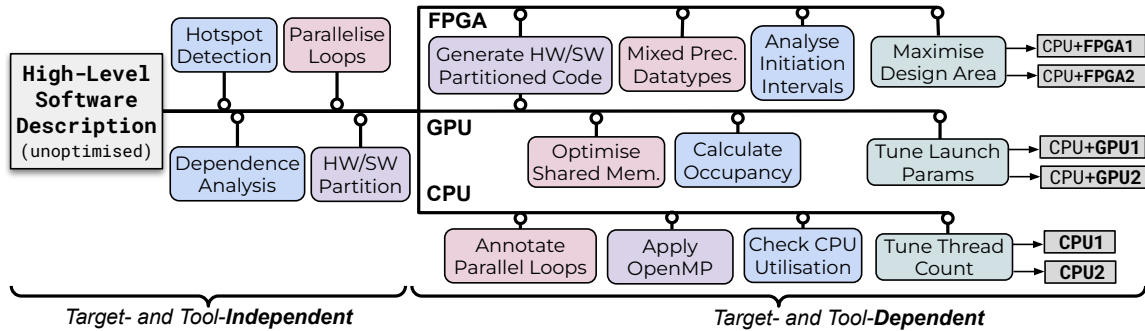 High-Level
Software
Description
(unoptimised)
Hotspot
Detection
Parallelise
Loops
Dependence
Analysis
HW/SW
Partition
FPGA
Generate HW/SW
Partitioned Code
Mixed Prec.
Datatypes
Analyse
Initiation
Intervals
Maximise
Design Area
CPU+FPGA1
CPU+FPGA2
GPU
Optimise
Shared Mem.
Calculate
Occupancy
Tune Launch
Params
CPU+GPU1
CPU+GPU2
CPU
Annotate
Parallel Loops
Apply
OpenMP
Check CPU
Utilisation
Tune Thread
Count
CPU1
CPU2
Target- and Tool-Independent
Target- and Tool-Dependent